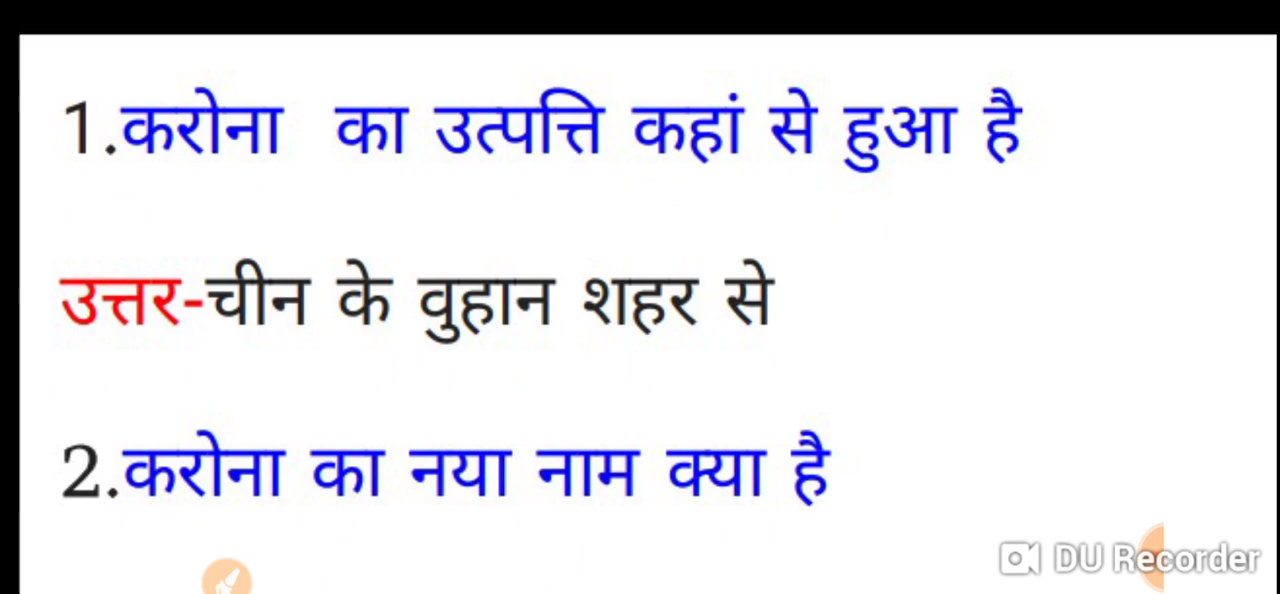 1.करोना का उत्पत्ति कहां से हुआ है
उत्तर-चीन के वुहान शहर से
2.करोना का नया नाम क्या है
DU Recorder